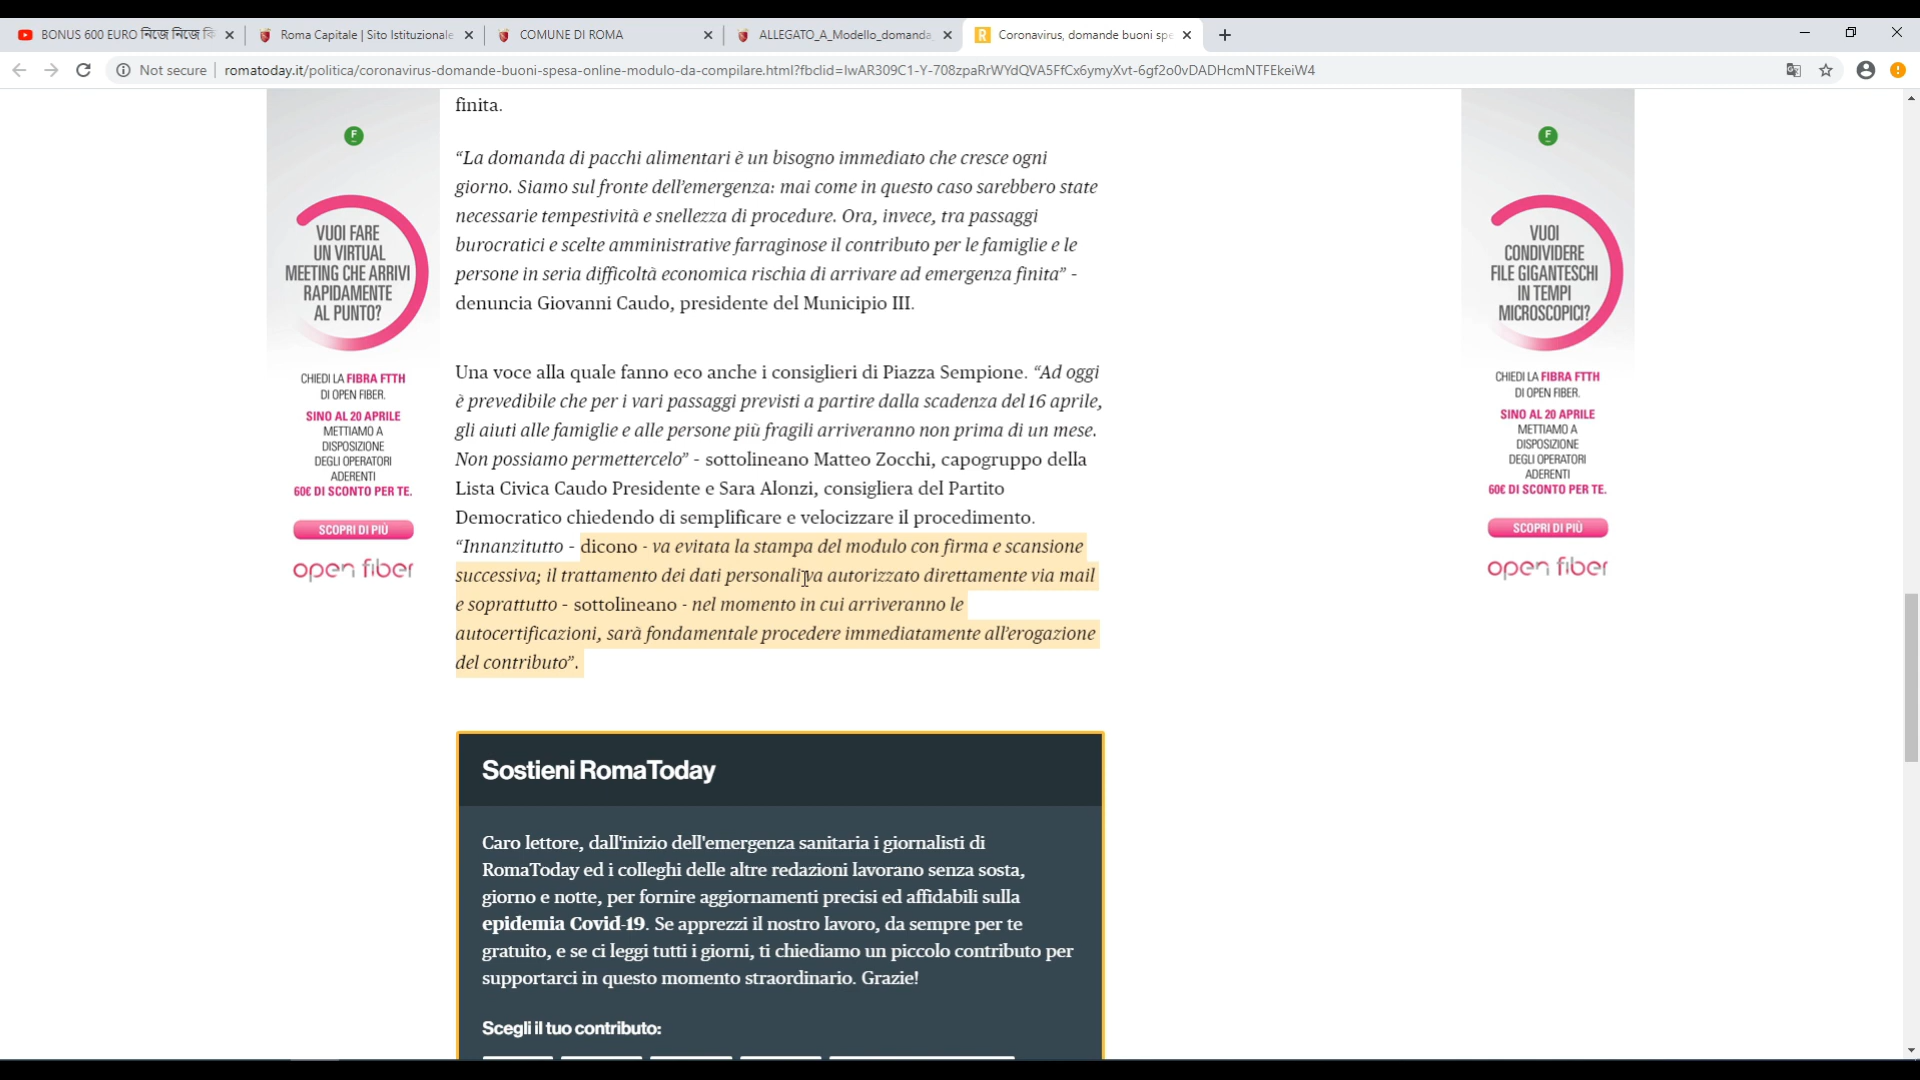 BONUS 600 EURO নিজে নিজে কি
Roma Capitale | Sito Istituzionale
COMUNE DI ROMA
ALLEGATO_A_Modello_domanda_
Coronavirus, domande buoni spe
Not secure
romatoday.it/politica/coronavirus-domande-buoni-spesa-online-modulo-da-compilare.html?fbclid=IwAR309C1-Y-708zpaRrWYdQVA5FfCx6ymyXvt-6gf2o0vDADHcmNTFEkeiW4
finita.
“La domanda di pacchi alimentari è un bisogno immediato che cresce ogni
giorno. Siamo sul fronte dell’emergenza: mai come in questo caso sarebbero state
necessarie tempestività e snellezza di procedure. Ora, invece, tra passaggi
burocratici e scelte amministrative farraginose il contributo per le famiglie e le
persone in seria difficoltà economica rischia di arrivare ad emergenza finita” -
denuncia Giovanni Caudo, presidente del Municipio III.
Una voce alla quale fanno eco anche i consiglieri di Piazza Sempione. “Ad oggi
è prevedibile che per i vari passaggi previsti a partire dalla scadenza del 16 aprile,
gli aiuti alle famiglie e alle persone più fragili arriveranno non prima di un mese.
Non possiamo permettercelo” - sottolineano Matteo Zocchi, capogruppo della
Lista Civica Caudo Presidente e Sara Alonzi, consigliera del Partito
Democratico chiedendo di semplificare e velocizzare il procedimento.
“Innanzitutto - dicono - va evitata la stampa del modulo con firma e scansione
successiva; il trattamento dei dati personali va autorizzato direttamente via mail
e soprattutto - sottolineano - nel momento in cui arriveranno le
autocertificazioni, sarà fondamentale procedere immediatamente all’erogazione
del contributo”.
Sostieni RomaToday
Caro lettore, dall'inizio dell'emergenza sanitaria i giornalisti di
RomaToday ed i colleghi delle altre redazioni lavorano senza sosta,
giorno e notte, per fornire aggiornamenti precisi ed affidabili sulla
epidemia Covid-19. Se apprezzi il nostro lavoro, da sempre per te
gratuito, e se ci leggi tutti i giorni, ti chiediamo un piccolo contributo per
supportarci in questo momento straordinario. Grazie!
Scegli il tuo contributo:
F
VUOI FARE
UN VIRTUAL
MEETING CHE ARRIVI
RAPIDAMENTE
AL PUNTO?
CHIEDI LA FIBRA FTTH
DI OPEN FIBER.
SINO AL 20 APRILE
METTIAMO A
DISPOSIZIONE
DEGLI OPERATORI
ADERENTI
60€ DI SCONTO PER TE.
SCOPRI DI PIÙ
open fiber
F
VUOI
CONDIVIDERE
FILE GIGANTESCHI
IN TEMPI
MICROSCOPICI?
CHIEDI LA FIBRA FTTH
DI OPEN FIBER.
SINO AL 20 APRILE
METTIAMO A
DISPOSIZIONE
DEGLI OPERATORI
ADERENTI
60€ DI SCONTO PER TE.
SCOPRI DI PIÙ
open fiber